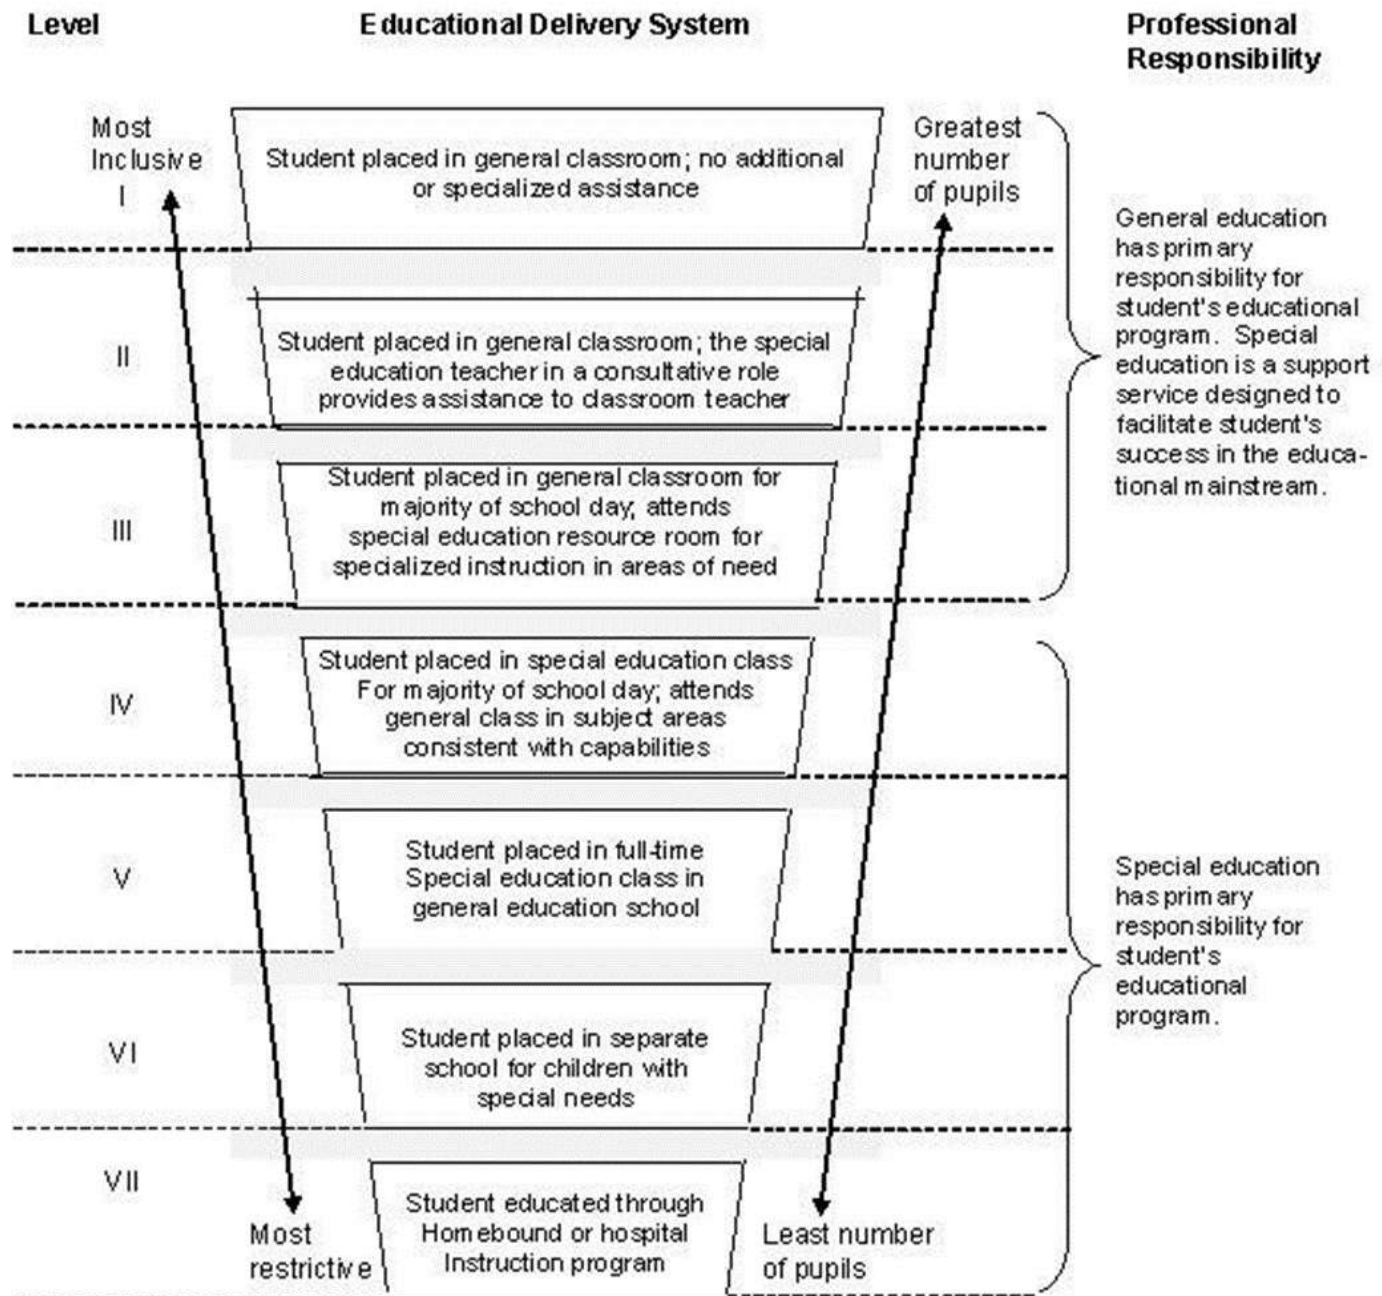 Level
Educational Delivery System
Professional
Responsibility
Most
Inclusive
I
Student placed in general classroom; no additional
or specialized assistance
Greatest
number
of pupils
General education
has primary
responsibility for
student's educational
program. Special
education is a support
service designed to
facilitate student's
success in the educa-
tional mainstream.
II
Student placed in general classroom; the special
education teacher in a consultative role
provides assistance to classroom teacher
III
Student placed in general classroom for
majority of school day; attends
special education resource room for
specialized instruction in areas of need
IV
Student placed in special education class
For majority of school day; attends
general class in subject areas
consistent with capabilities
V
Student placed in full-time
Special education class in
general education school
Special education
has primary
responsibility for
student's
educational
program.
VI
Student placed in separate
school for children with
special needs
VII
Student educated through
Homebound or hospital
Instruction program
Most
restrictive
Least number
of pupils